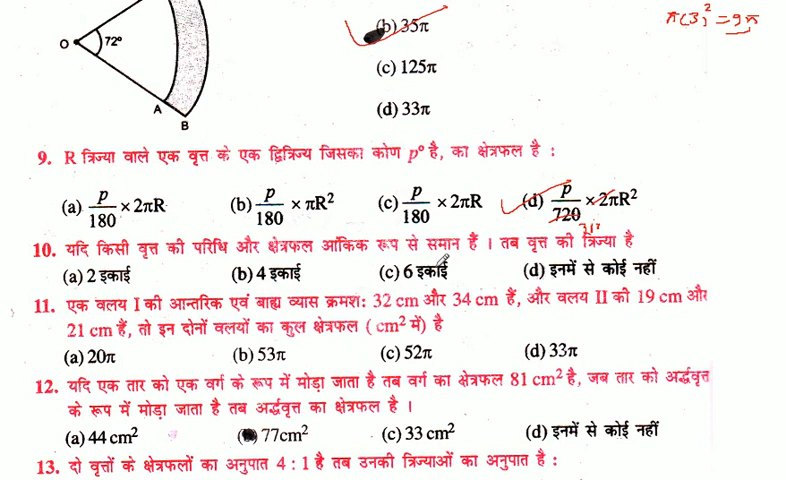 π(3)² = 9π
O 72°
A
B
(b) 35π
(c) 125π
(d) 33π
9. R त्रिज्या वाले एक वृत्त के एक द्वित्रिज्य जिसका कोण p° है, का क्षेत्रफल है :
(a) p/180 × 2πR (b) p/180 × πR² (c) p/180 × 2πR (d) p/720 × 2πR²
10. यदि किसी वृत्त की परिधि और क्षेत्रफल आंकिक रूप से समान हैं । तब वृत्त की त्रिज्या है
(a) 2 इकाई (b) 4 इकाई (c) 6 इकाई (d) इनमें से कोई नहीं
11. एक वलय I की आन्तरिक एवं बाह्य व्यास क्रमशः 32 cm और 34 cm हैं, और वलय II की 19 cm और
21 cm हैं, तो इन दोनों वलयों का कुल क्षेत्रफल ( cm² में) है
(a) 20π (b) 53π (c) 52π (d) 33π
12. यदि एक तार को एक वर्ग के रूप में मोड़ा जाता है तब वर्ग का क्षेत्रफल 81 cm² है, जब तार को अर्द्धवृत्त
के रूप में मोड़ा जाता है तब अर्द्धवृत्त का क्षेत्रफल है ।
(a) 44 cm² 77cm² (c) 33 cm² (d) इनमें से कोई नहीं
13. दो वृत्तों के क्षेत्रफलों का अनुपात 4 : 1 है तब उनकी त्रिज्याओं का अनुपात है :